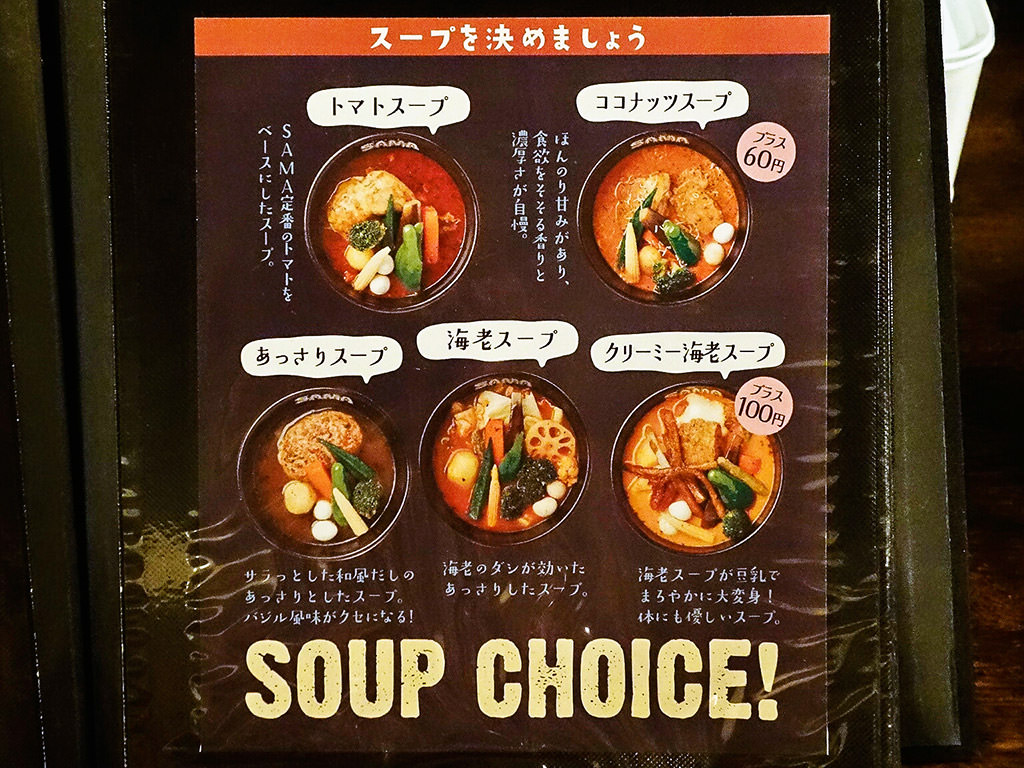 スープを決めましょう
トマトスープ
SAMA定番のトマトを
ベースにしたスープ。
SAMA
ココナッツスープ
プラス
60円
ほんのり甘みがあり、
食欲をそそる香りと
濃厚さが自慢。
SAMA
あっさりスープ
SAMA
サラっとした和風だしの
あっさりとしたスープ。
バジル風味がクセになる!
海老スープ
SAMA
海老のダシが効いた
あっさりしたスープ。
クリーミー海老スープ
プラス
100円
海老スープが豆乳で
まろやかに大変身!
体にも優しいスープ。
SOUP CHOICE!